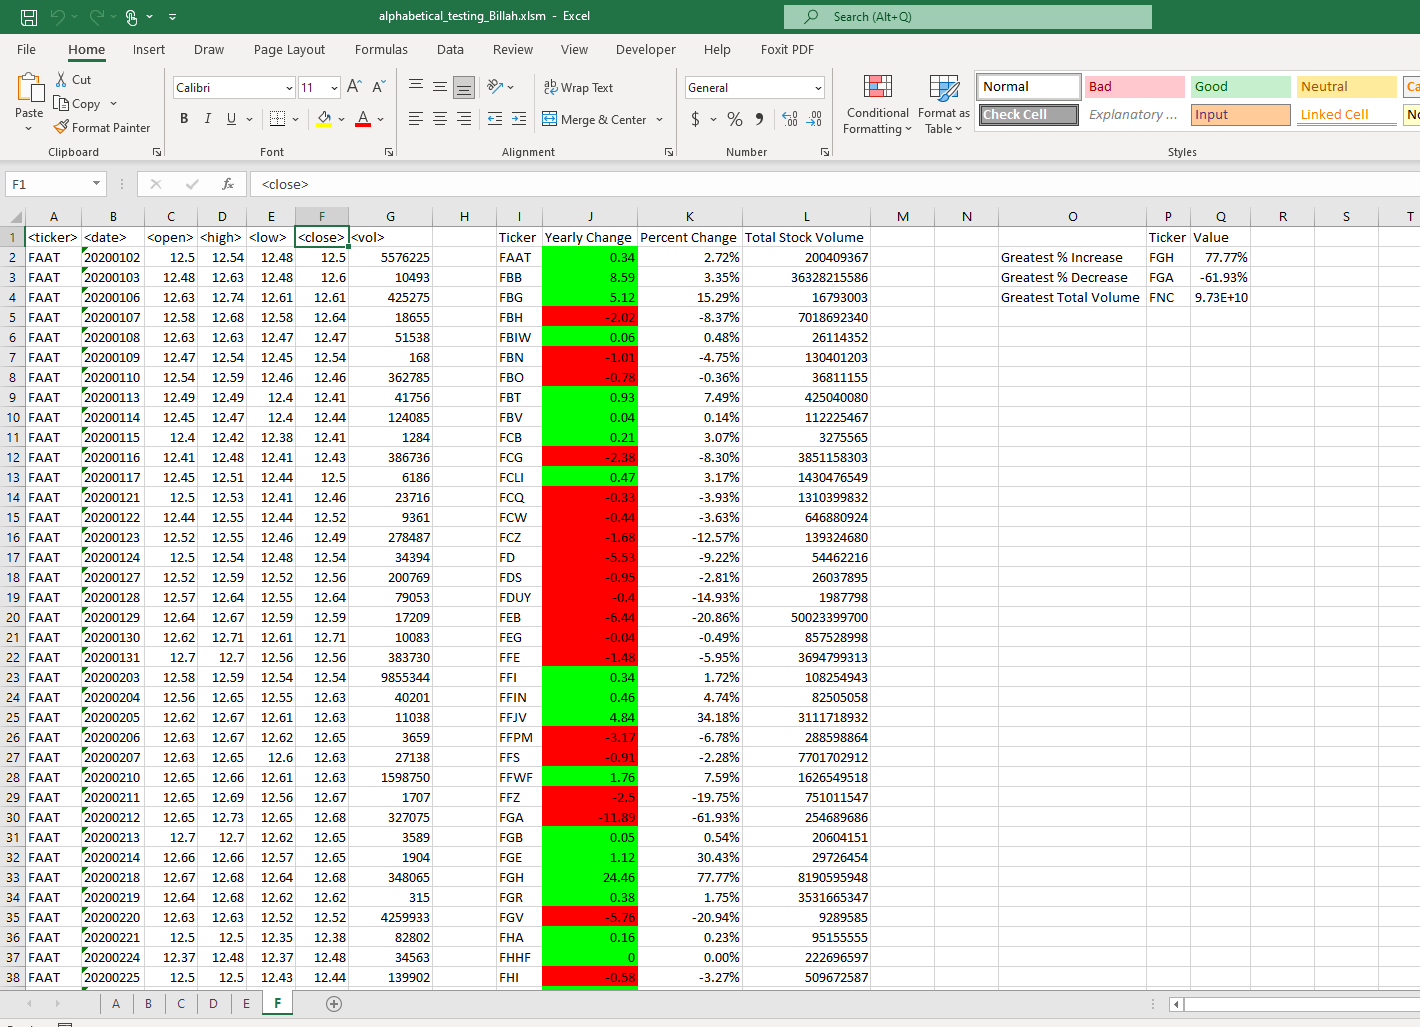 alphabetical_testing_Billah.xlsm - Excel
Search (Alt+Q)
File Home Insert Draw Page Layout Formulas Data Review View Developer Help Foxit PDF
Paste
Cut
Copy
Format Painter
Clipboard
Calibri 11
B I U
Font
Wrap Text
Merge & Center
Alignment
General
$ % 9
Number
Conditional Formatting
Format as Table
Normal Bad Good Neutral Ca
Check Cell Explanatory ... Input Linked Cell No
Styles
F1 fx <close>
A B C D E F G H I J K L M N O P Q R S T
1 <ticker> <date> <open> <high> <low> <close> <vol> Ticker Yearly Change Percent Change Total Stock Volume Ticker Value
2 FAAT 20200102 12.5 12.54 12.48 12.5 5576225 FAAT 0.34 2.72% 200409367 Greatest % Increase FGH 77.77%
3 FAAT 20200103 12.48 12.63 12.48 12.6 10493 FBB 8.59 3.35% 36328215586 Greatest % Decrease FGA -61.93%
4 FAAT 20200106 12.63 12.74 12.61 12.61 425275 FBG 5.12 15.29% 16793003 Greatest Total Volume FNC 9.73E+10
5 FAAT 20200107 12.58 12.68 12.58 12.64 18655 FBH -2.02 -8.37% 7018692340
6 FAAT 20200108 12.63 12.63 12.47 12.47 51538 FBIW 0.06 0.48% 26114352
7 FAAT 20200109 12.47 12.54 12.45 12.54 168 FBN -1.01 -4.75% 130401203
8 FAAT 20200110 12.54 12.59 12.46 12.46 362785 FBO -0.78 -0.36% 36811155
9 FAAT 20200113 12.49 12.49 12.4 12.41 41756 FBT 0.93 7.49% 425040080
10 FAAT 20200114 12.45 12.47 12.4 12.44 124085 FBV 0.04 0.14% 112225467
11 FAAT 20200115 12.4 12.42 12.38 12.41 1284 FCB 0.21 3.07% 3275565
12 FAAT 20200116 12.41 12.48 12.41 12.43 386736 FCG -2.38 -8.30% 3851158303
13 FAAT 20200117 12.45 12.51 12.44 12.5 6186 FCLI 0.47 3.17% 1430476549
14 FAAT 20200121 12.5 12.53 12.41 12.46 23716 FCQ -0.33 -3.93% 1310399832
15 FAAT 20200122 12.44 12.55 12.44 12.52 9361 FCW -0.44 -3.63% 646880924
16 FAAT 20200123 12.52 12.55 12.46 12.49 278487 FCZ -1.68 -12.57% 139324680
17 FAAT 20200124 12.5 12.54 12.48 12.54 34394 FD -5.53 -9.22% 54462216
18 FAAT 20200127 12.52 12.59 12.52 12.56 200769 FDS -0.95 -2.81% 26037895
19 FAAT 20200128 12.57 12.64 12.55 12.64 79053 FDUY -0.4 -14.93% 1987798
20 FAAT 20200129 12.64 12.67 12.59 12.59 17209 FEB -6.44 -20.86% 50023399700
21 FAAT 20200130 12.62 12.71 12.61 12.71 10083 FEG -0.04 -0.49% 857528998
22 FAAT 20200131 12.7 12.7 12.56 12.56 383730 FFE -1.48 -5.95% 3694799313
23 FAAT 20200203 12.58 12.59 12.54 12.54 9855344 FFI 0.34 1.72% 108254943
24 FAAT 20200204 12.56 12.65 12.55 12.63 40201 FFIN 0.46 4.74% 82505058
25 FAAT 20200205 12.62 12.67 12.61 12.63 11038 FFJV 4.84 34.18% 3111718932
26 FAAT 20200206 12.63 12.67 12.62 12.65 3659 FFPM -3.17 -6.78% 288598864
27 FAAT 20200207 12.63 12.65 12.6 12.63 27138 FFS -0.91 -2.28% 7701702912
28 FAAT 20200210 12.65 12.66 12.61 12.63 1598750 FFWF 1.76 7.59% 1626549518
29 FAAT 20200211 12.65 12.69 12.56 12.67 1707 FFZ -2.5 -19.75% 751011547
30 FAAT 20200212 12.65 12.73 12.65 12.68 327075 FGA -11.89 -61.93% 254689686
31 FAAT 20200213 12.7 12.7 12.62 12.65 3589 FGB 0.05 0.54% 20604151
32 FAAT 20200214 12.66 12.66 12.57 12.65 1904 FGE 1.12 30.43% 29726454
33 FAAT 20200218 12.67 12.68 12.64 12.68 348065 FGH 24.46 77.77% 8190595948
34 FAAT 20200219 12.64 12.68 12.62 12.62 315 FGR 0.38 1.75% 3531665347
35 FAAT 20200220 12.63 12.63 12.52 12.52 4259933 FGV -5.76 -20.94% 9289585
36 FAAT 20200221 12.5 12.5 12.35 12.38 82802 FHA 0.16 0.23% 95155555
37 FAAT 20200224 12.37 12.48 12.37 12.48 34563 FHHF 0 0.00% 222696597
38 FAAT 20200225 12.5 12.5 12.43 12.44 139902 FHI -0.58 -3.27% 509672587
A B C D E F